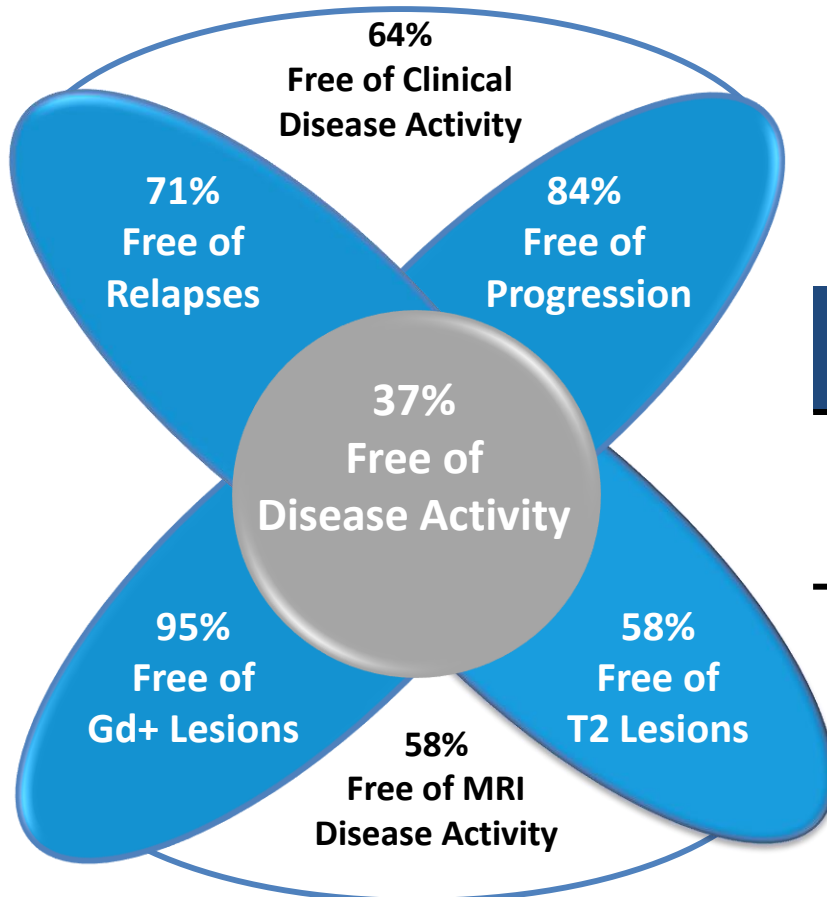 64%
Free of Clinical
Disease Activity
71%
Free of
Relapses
84%
Free of
Progression
37%
Free of
Disease Activity
95%
Free of
Gd+ Lesions
58%
Free of
T2 Lesions
58%
Free of MRI
Disease Activity